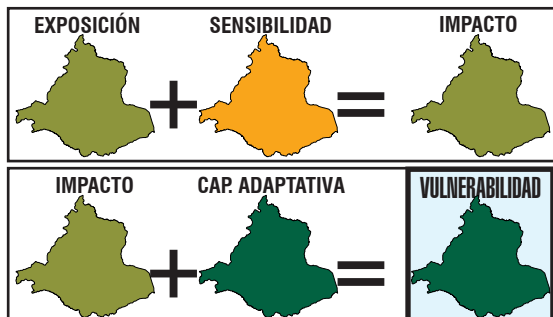 EXPOSICIÓN SENSIBILIDAD IMPACTO
+ =
IMPACTO CAP. ADAPTATIVA VULNERABILIDAD
+ =